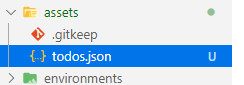 assets
.gitkeep
todos.json U
environments